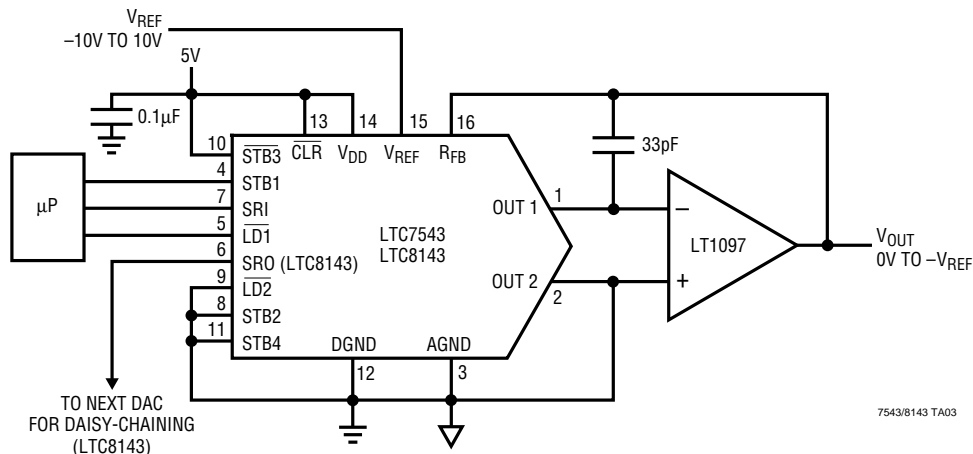 VREF
–10V TO 10V
5V
0.1µF
13 14 15 16
10 STB3 CLR VDD VREF RFB
33pF
4 STB1
µP
7 SRI
OUT 1 1
–
5 LD1
LTC7543
LTC8143
LT1097
6 SRO (LTC8143)
VOUT
0V TO –VREF
9 LD2
OUT 2 2
+
8 STB2
11 STB4
DGND AGND
12 3
TO NEXT DAC
FOR DAISY-CHAINING
(LTC8143)
7543/8143 TA03